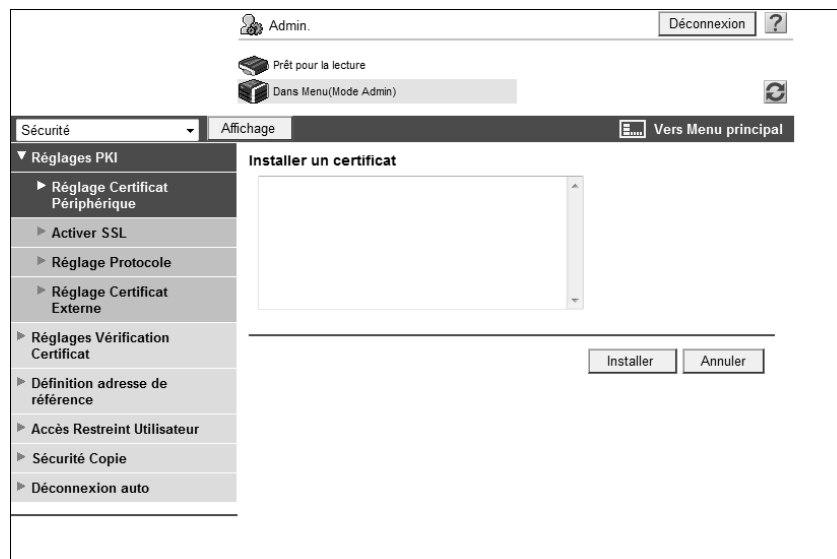 Admin.
Déconnexion
?
Prêt pour la lecture
Dans Menu(Mode Admin)
Sécurité
Affichage
Vers Menu principal
Réglages PKI
Réglage Certificat
Périphérique
Activer SSL
Réglage Protocole
Réglage Certificat
Externe
Réglages Vérification
Certificat
Définition adresse de
référence
Accès Restreint Utilisateur
Sécurité Copie
Déconnexion auto
Installer un certificat
Installer
Annuler